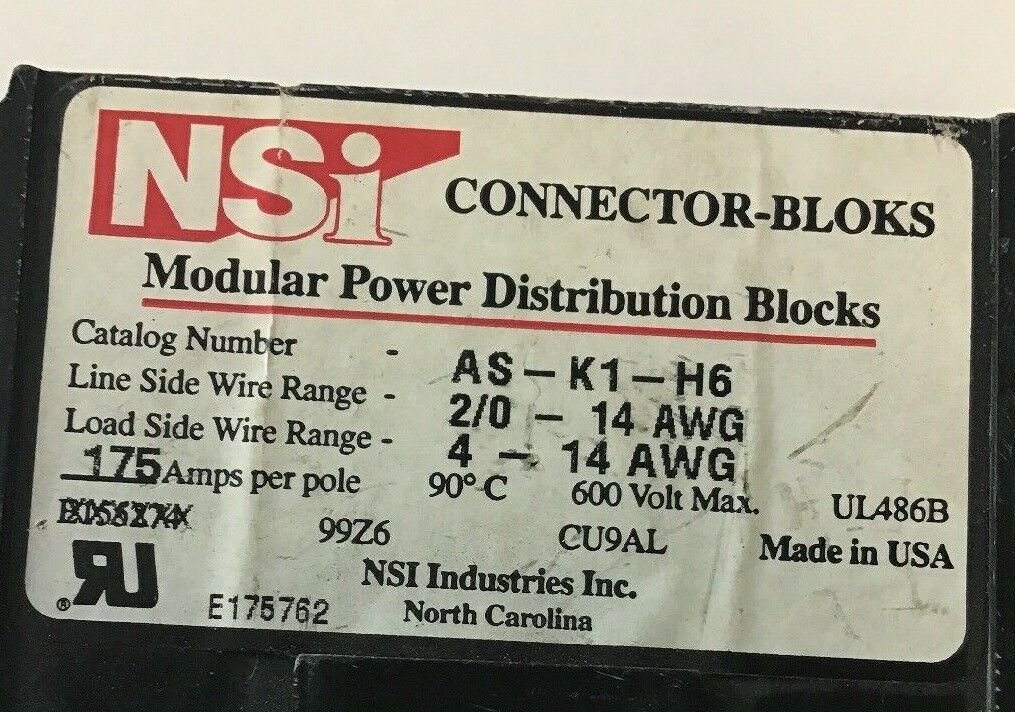 NSi CONNECTOR-BLOKS
Modular Power Distribution Blocks
Catalog Number - AS-K1-H6
Line Side Wire Range - 2/0 - 14 AWG
Load Side Wire Range - 4 - 14 AWG
175 Amps per pole 90° C 600 Volt Max. UL486B
99Z6 CU9AL Made in USA
NSI Industries Inc.
® RU E175762 North Carolina